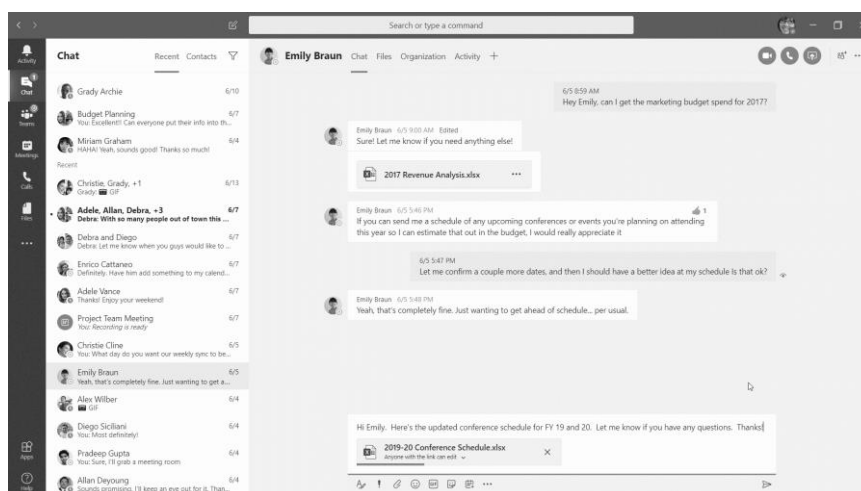 Search or type a command
Activity
Chat
Teams
Meetings
Calls
Files
Apps
Help
Chat
Recent
Contacts
Grady Archie
6/10
Budget Planning
6/7
You: Excellent!! Can everyone put their info into th...
Miriam Graham
6/4
HAHA! Yeah, sounds good! Thanks so much!
Recent
Christie, Grady, +1
6/13
Grady: GIF
Adele, Allan, Debra, +3
6/7
Debra: With so many people out of town this ...
Debra and Diego
6/7
Debra: Let me know when you guys would like to ...
Enrico Cattaneo
6/7
Definitely. Have him add something to my calend...
Adele Vance
6/7
Thanks! Enjoy your weekend!
Project Team Meeting
6/7
You: Recording is ready
Christie Cline
6/5
You: What day do you want our weekly sync to be...
Emily Braun
6/5
Yeah, that's completely fine. Just wanting to get a...
Alex Wilber
6/4
GIF
Diego Siciliani
6/4
You: Most definitely!
Pradeep Gupta
6/4
You: Sure, I'll grab a meeting room
Allan Deyoung
6/4
Sounds promising. I'll keep an eye out for it. Than...
Emily Braun Chat Files Organization Activity +
6/5 8:59 AM
Hey Emily, can I get the marketing budget spend for 2017?
Emily Braun 6/5 9:00 AM Edited
Sure! Let me know if you need anything else!
2017 Revenue Analysis.xlsx
Emily Braun 6/5 5:46 PM
1
If you can send me a schedule of any upcoming conferences or events you're planning on attending
this year so I can estimate that out in the budget, I would really appreciate it
6/5 5:47 PM
Let me confirm a couple more dates, and then I should have a better idea at my schedule Is that ok?
Emily Braun 6/5 5:48 PM
Yeah, that's completely fine. Just wanting to get ahead of schedule... per usual.
Hi Emily. Here's the updated conference schedule for FY 19 and 20. Let me know if you have any questions. Thanks!
2019-20 Conference Schedule.xlsx
Anyone with the link can edit